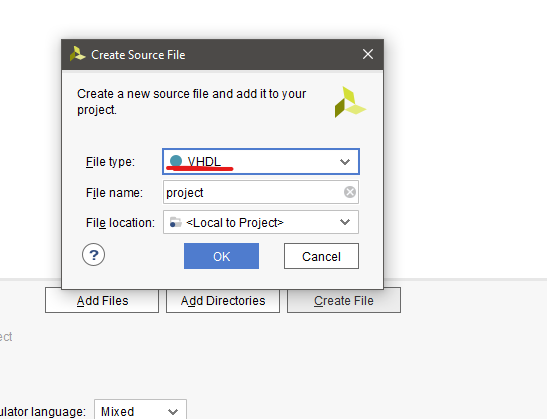 Create Source File
Create a new source file and add it to your
project.
File type: VHDL
File name: project
File location: <Local to Project>
? OK Cancel
Add Files Add Directories Create File
ect
ulator language: Mixed